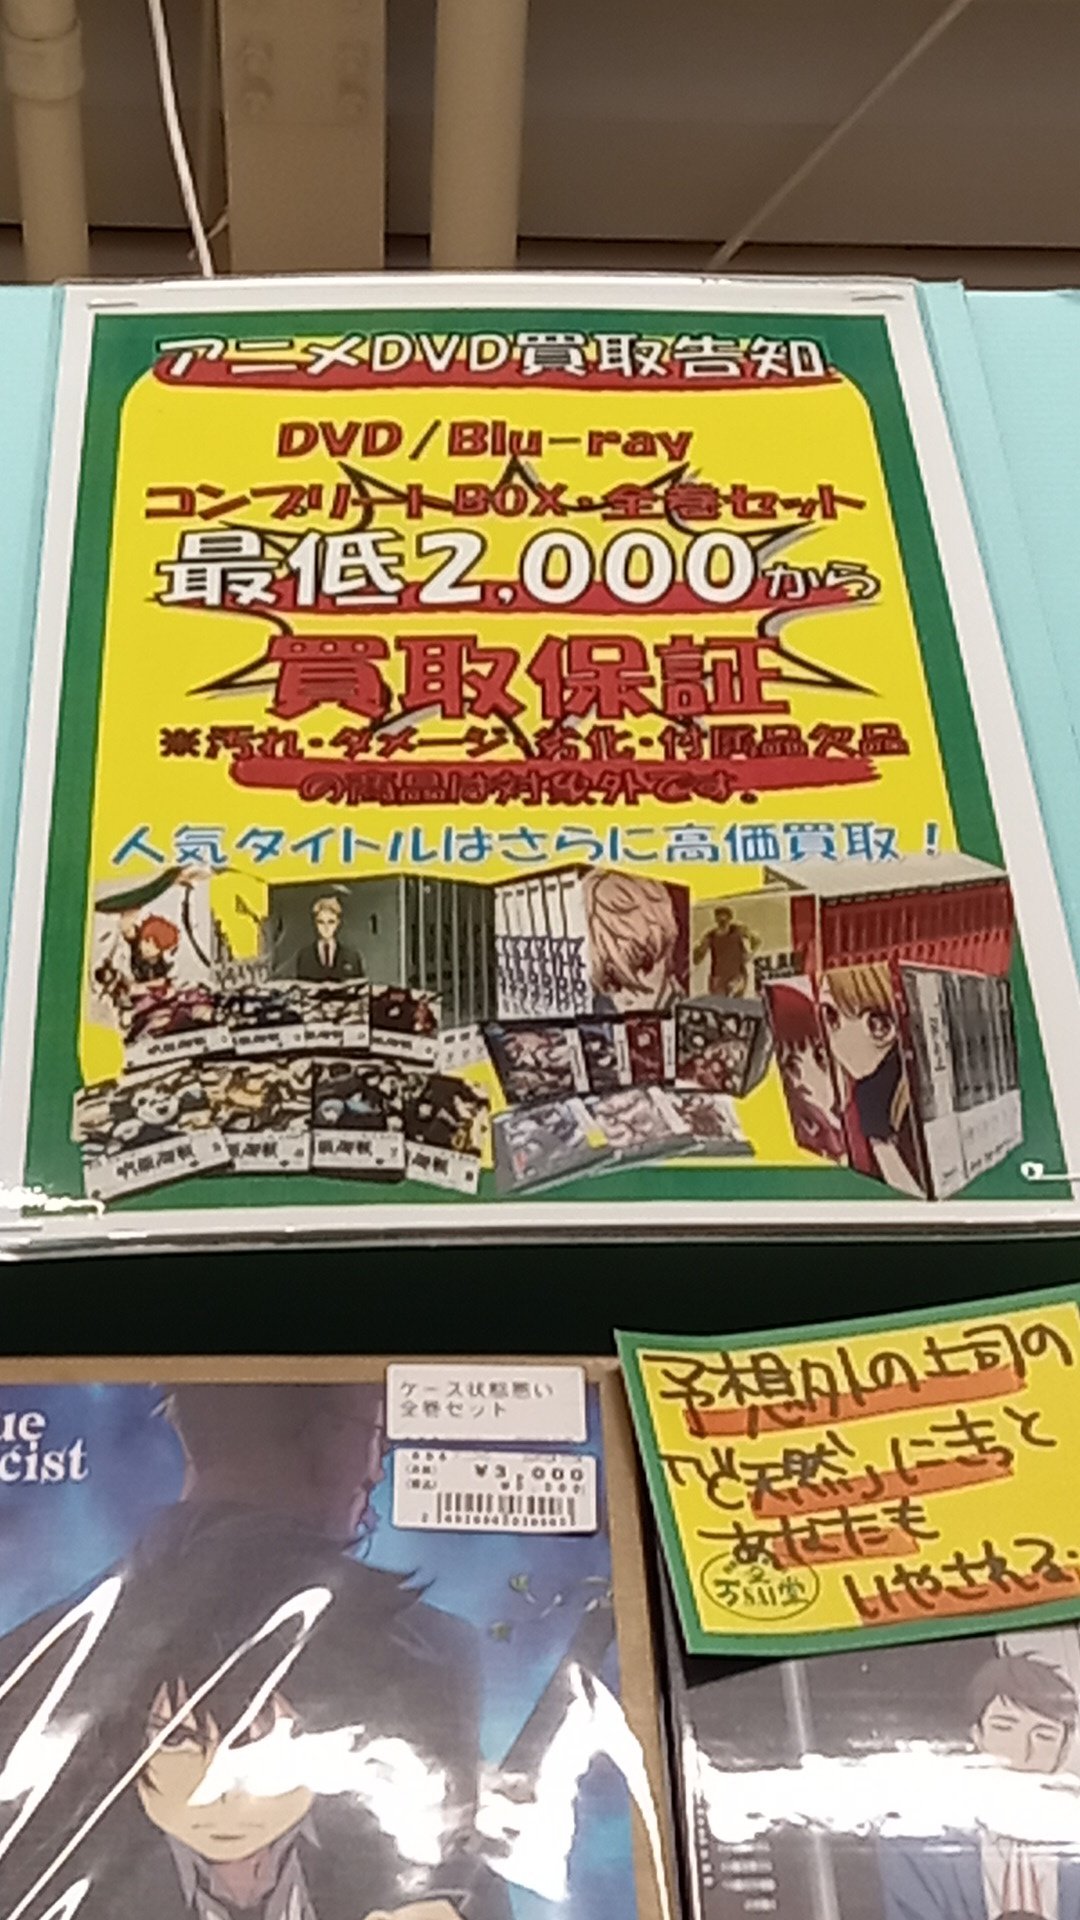 アニメDVD買取告知
DVD/Blu-ray
コンプリートBOX・全巻セット
最低2,000から
買取保証
※汚れ・ダメージ・劣化・付属品欠品
の商品は対象外です。
人気タイトルはさらに高価買取!
1
ケース状態悪い
全巻セット
¥3,000
cist
予想外の上司の
『ど天然』にきっと
あなたも
いやされる